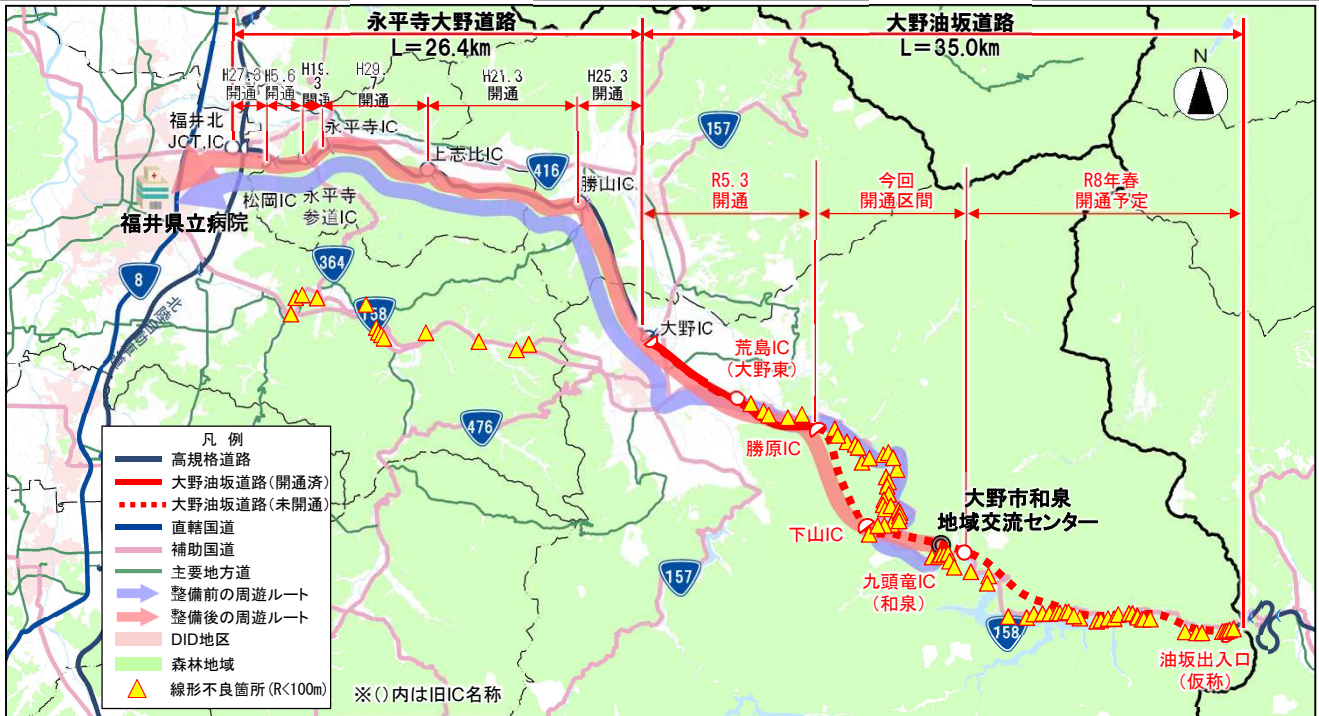 永平寺大野道路
L=26.4km
大野油坂道路
L=35.0km
H27.3
開通
H5.6
開通
H19.
3
開通
H29.
7
開通
H21.3
開通
H25.3
開通
N
福井北
JCT,IC
永平寺IC
上志比IC
157
416
勝山IC
R5.3
開通
今回
開通区間
R8年春
開通予定
松岡IC
永平寺
参道IC
福井県立病院
364
8
158
北陸自動車道
大野IC
荒島IC
(大野東)
476
勝原IC
大野市和泉
地域交流センター
下山IC
157
九頭竜IC
(和泉)
158
油坂出入口
(仮称)
凡 例
高規格道路
大野油坂道路(開通済)
大野油坂道路(未開通)
直轄国道
補助国道
主要地方道
整備前の周遊ルート
整備後の周遊ルート
DID地区
森林地域
線形不良箇所(R<100m)
※()内は旧IC名称